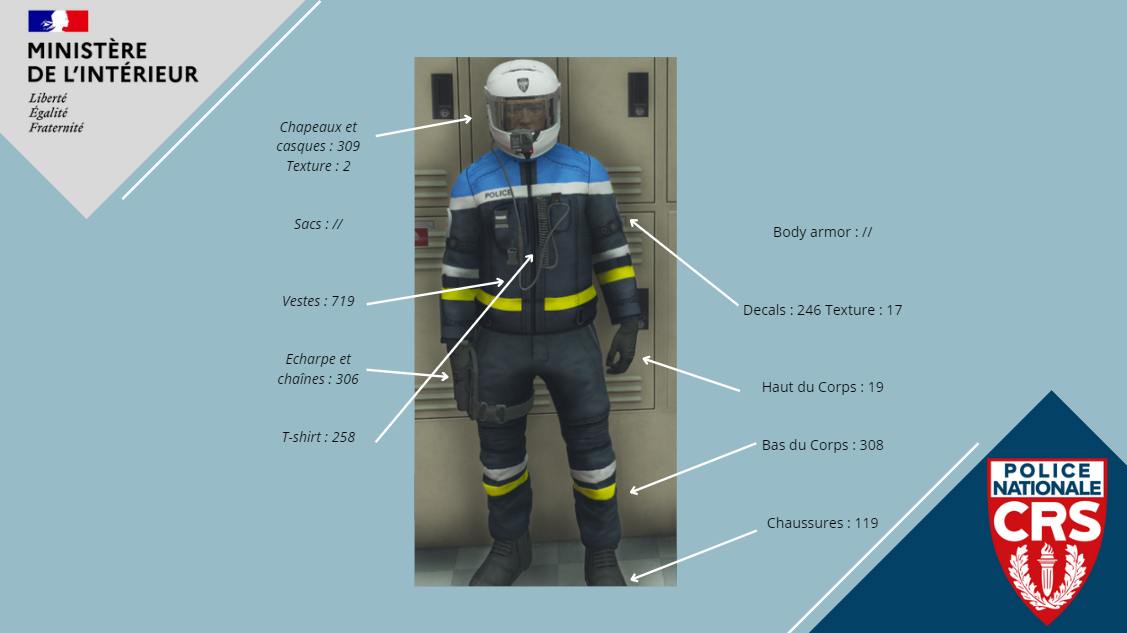 MINISTÈRE
DE L'INTÉRIEUR
Liberté
Égalité
Fraternité
Chapeaux et
casques : 309
Texture : 2
Sacs : //
Vestes : 719
Echarpe et
chaînes : 306
T-shirt : 258
POLICE
Body armor : //
Decals : 246 Texture : 17
Haut du Corps : 19
Bas du Corps : 308
Chaussures : 119
POLICE
NATIONALE
CRS